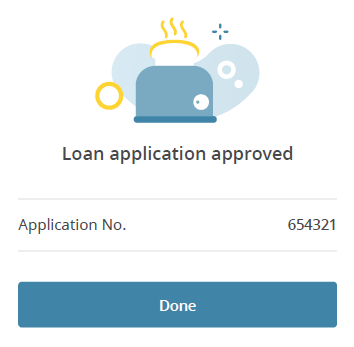 Loan application approved
Application No. 654321
Done